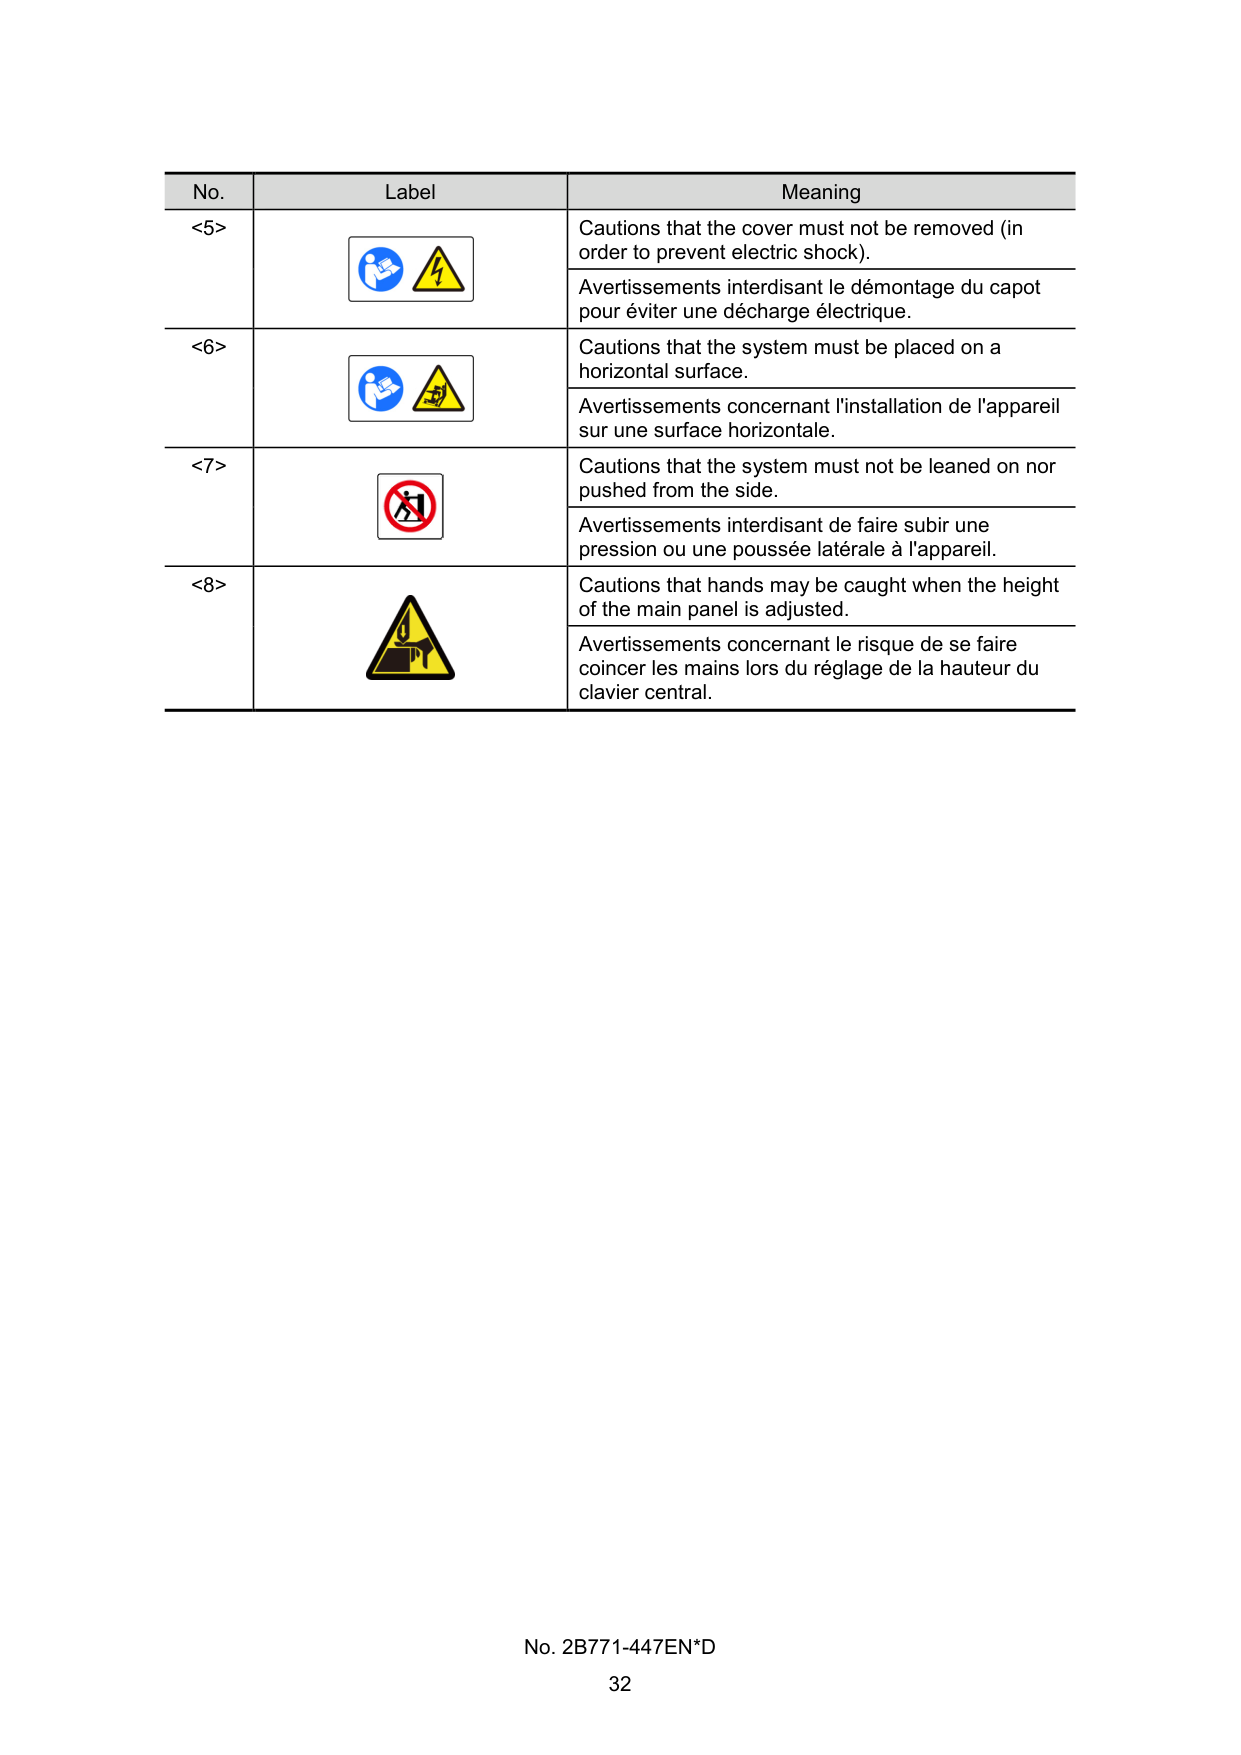 No. Label Meaning
<5>
Cautions that the cover must not be removed (in
order to prevent electric shock).
Avertissements interdisant le démontage du capot
pour éviter une décharge électrique.
<6>
Cautions that the system must be placed on a
horizontal surface.
Avertissements concernant l'installation de l'appareil
sur une surface horizontale.
<7>
Cautions that the system must not be leaned on nor
pushed from the side.
Avertissements interdisant de faire subir une
pression ou une poussée latérale à l'appareil.
<8>
Cautions that hands may be caught when the height
of the main panel is adjusted.
Avertissements concernant le risque de se faire
coincer les mains lors du réglage de la hauteur du
clavier central.
No. 2B771-447EN*D
32